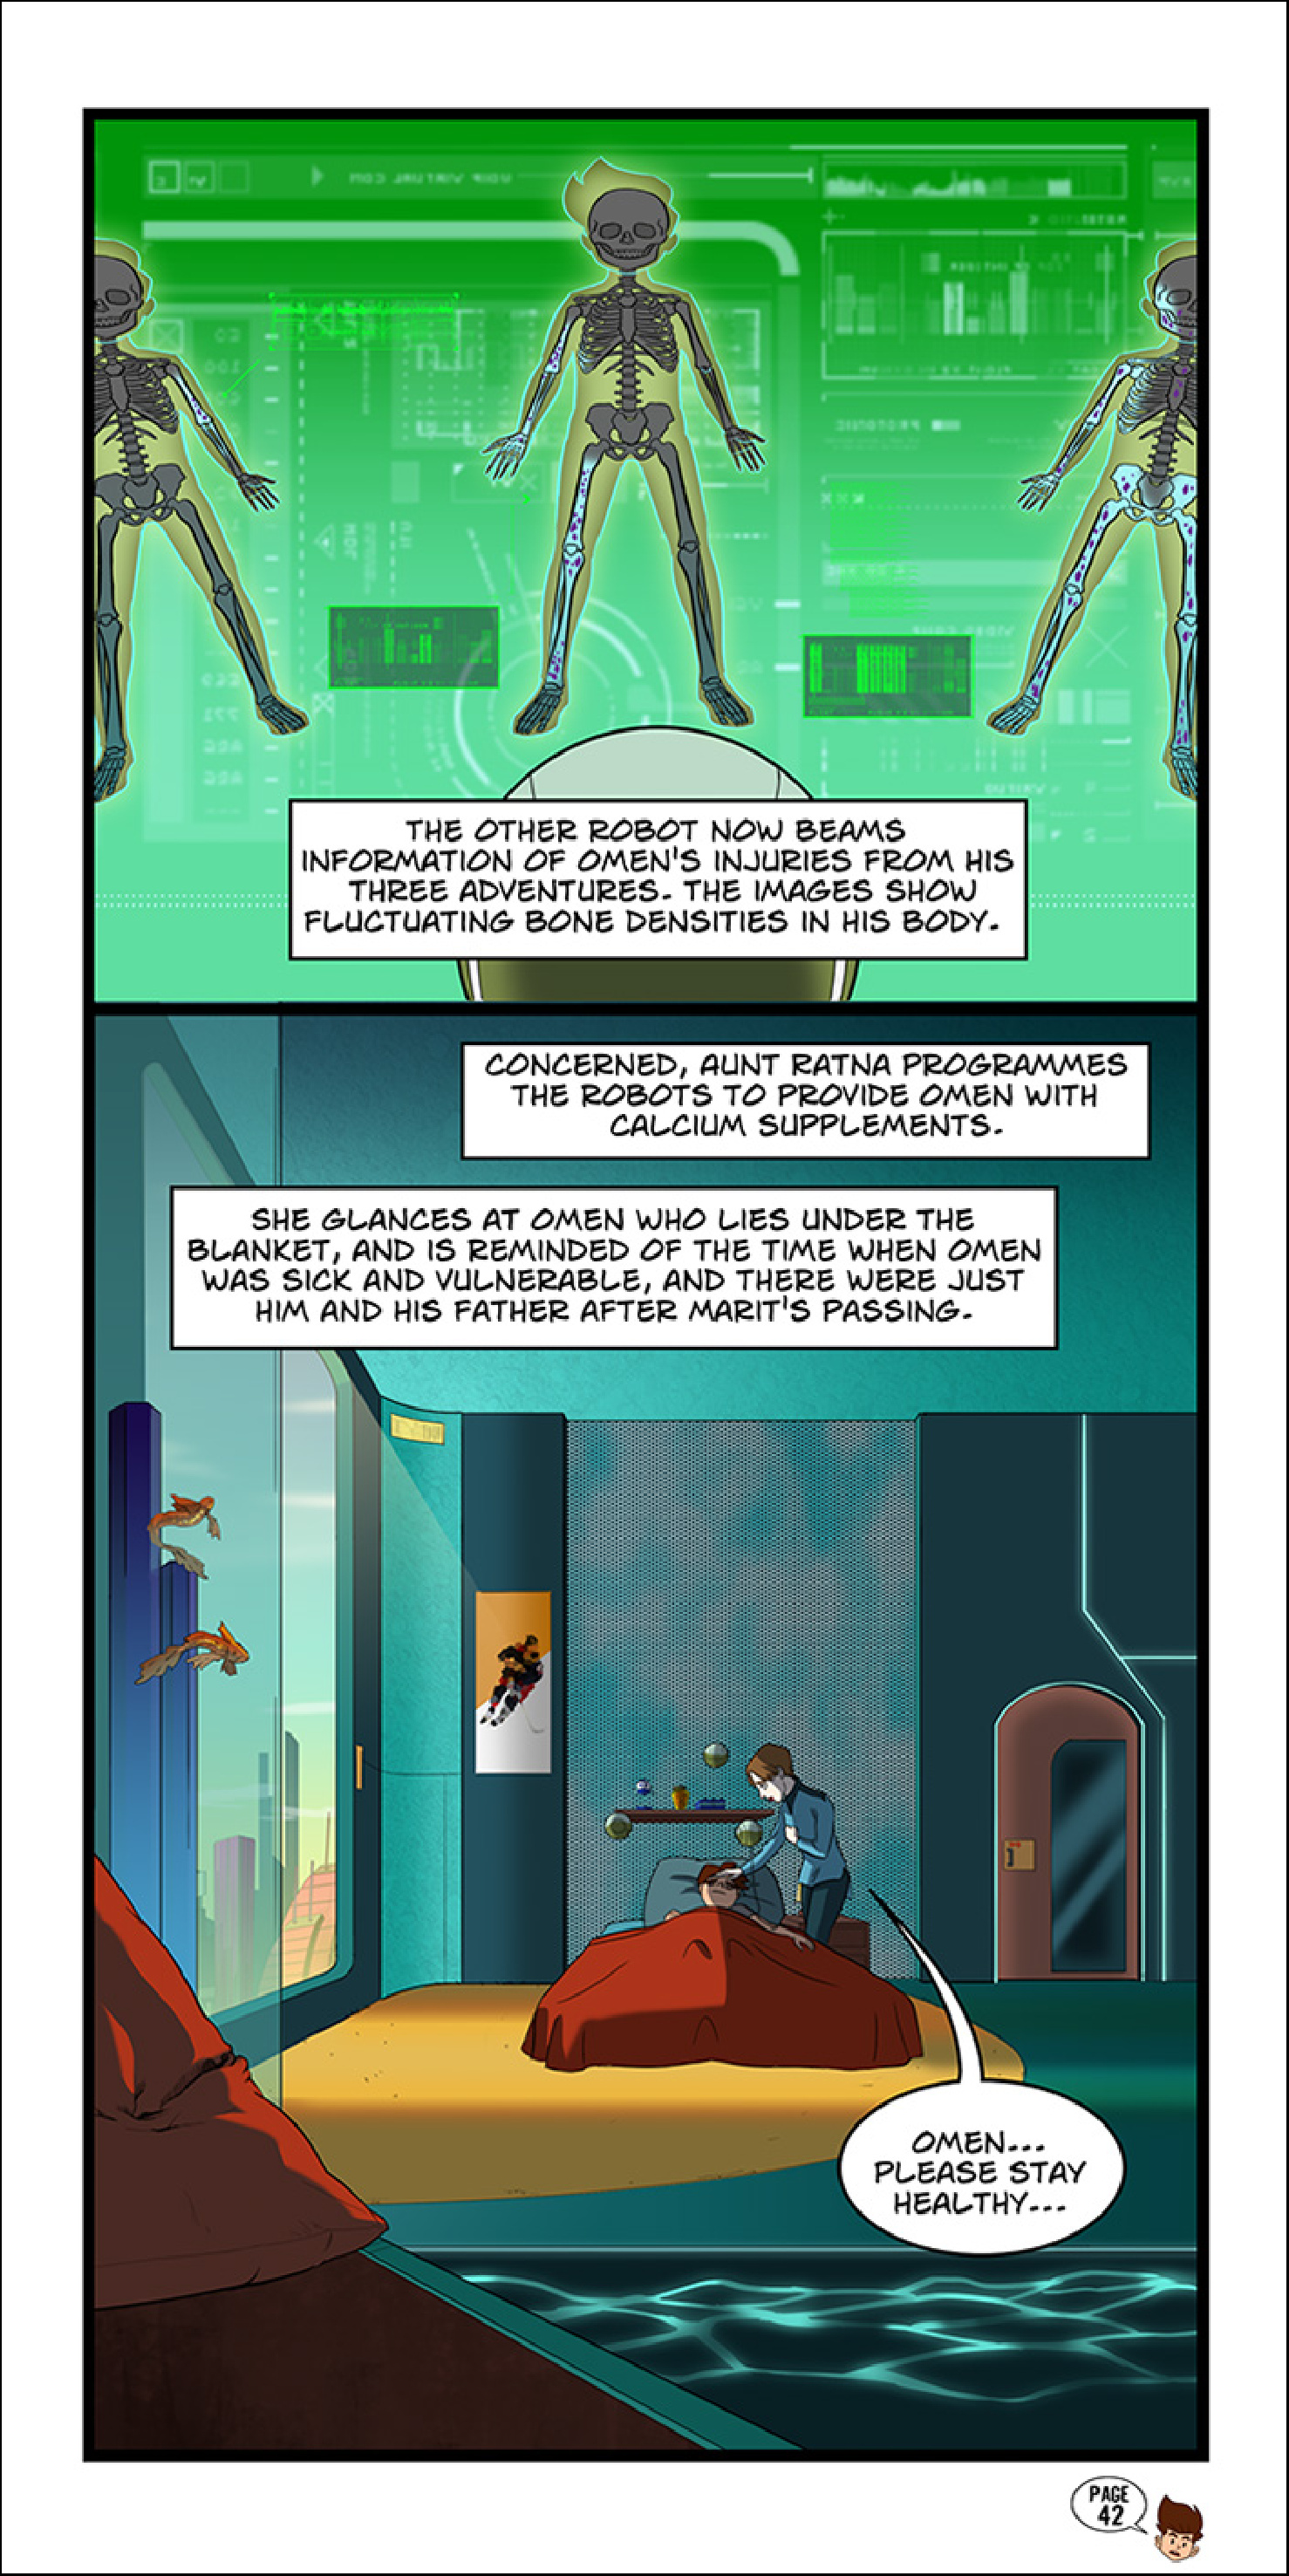 THE OTHER ROBOT NOW BEAMS
INFORMATION OF OMEN'S INJURIES FROM HIS
THREE ADVENTURES. THE IMAGES SHOW
FLUCTUATING BONE DENSITIES IN HIS BODY.
CONCERNED, AUNT RATNA PROGRAMMES
THE ROBOTS TO PROVIDE OMEN WITH
CALCIUM SUPPLEMENTS.
SHE GLANCES AT OMEN WHO LIES UNDER THE
BLANKET, AND IS REMINDED OF THE TIME WHEN OMEN
WAS SICK AND VULNERABLE, AND THERE WERE JUST
HIM AND HIS FATHER AFTER MARIT'S PASSING.
OMEN...
PLEASE STAY
HEALTHY...
PAGE
42